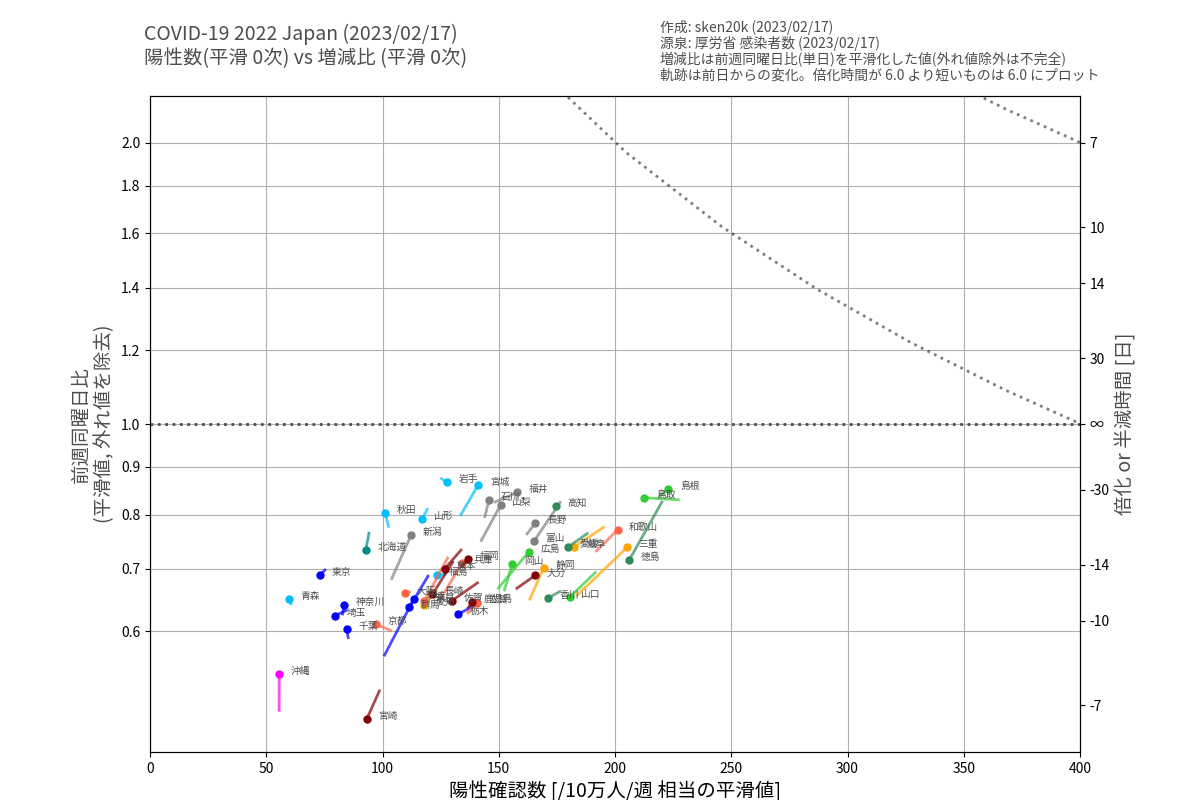 COVID-19 2022 Japan (2023/02/17)
陽性数(平滑 0次) vs 増減比 (平滑 0次)
作成: sken20k (2023/02/17)
源泉: 厚労省 感染者数 (2023/02/17)
増減比は前週同曜日比(単日)を平滑化した値(外れ値除外は不完全)
軌跡は前日からの変化。倍化時間が 6.0 より短いものは 6.0 にプロット
前週同曜日比
(平滑値, 外れ値を除去)
2.0
1.8
1.6
1.4
1.2
1.0
0.9
0.8
0.7
0.6
7
10
14
30
∞
-30
-14
-10
-7
倍化 or 半減時間 [日]
岩手
宮城
福井
石川
山梨
高知
島根
鳥取
秋田
山形
新潟
長野
和歌山
富山
広島
三重
徳島
北海道
福岡
兵庫
岡山
静岡
大分
東京
福島
青森
神奈川
埼玉
千葉
京都
長崎
佐賀
栃木
香川
山口
沖縄
宮崎
0
50
100
150
200
250
300
350
400
陽性確認数 [/10万人/週 相当の平滑値]